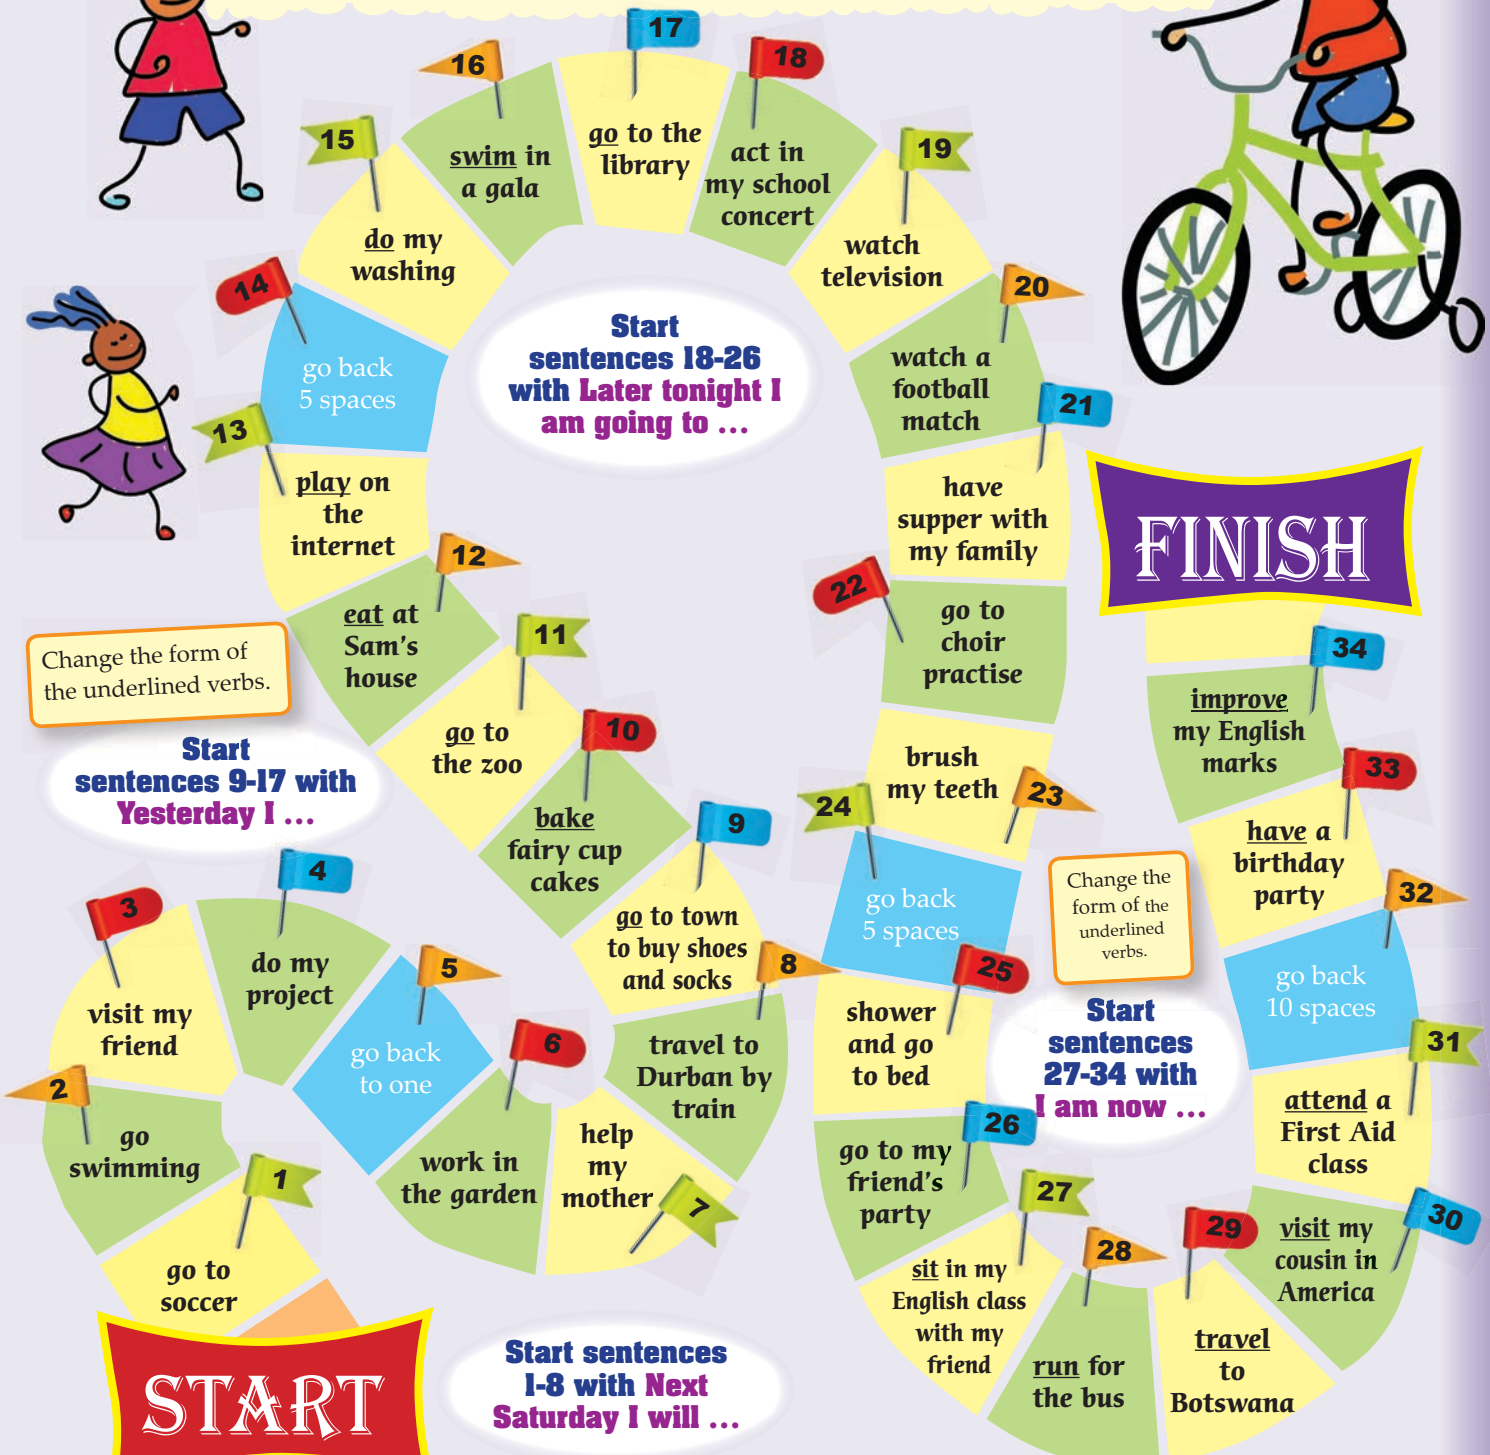 START
Start sentences
1-8 with Next
Saturday I will ...
1
go to
soccer
2
go
swimming
3
visit my
friend
4
do my
project
5
go back
to one
6
work in
the garden
7
help
my
mother
8
travel to
Durban by
train
Change the form of
the underlined verbs.
Start
sentences 9-17 with
Yesterday I ...
9
go to town
to buy shoes
and socks
10
bake
fairy cup
cakes
11
go to
the zoo
12
eat at
Sam's
house
13
play on
the
internet
14
go back
5 spaces
15
do my
washing
16
swim in
a gala
17
go to the
library
Start
sentences 18-26
with Later tonight I
am going to ...
18
act in
my school
concert
19
watch
television
20
watch a
football
match
21
have
supper with
my family
22
go to
choir
practise
23
brush
my teeth
24
go back
5 spaces
25
shower
and go
to bed
26
go to my
friend's
party
Change the
form of the
underlined
verbs.
Start
sentences
27-34 with
I am now ...
27
sit in my
English class
with my
friend
28
run for
the bus
29
travel
to
Botswana
30
visit my
cousin in
America
31
attend a
First Aid
class
32
go back
10 spaces
33
have a
birthday
party
34
improve
my English
marks
FINISH